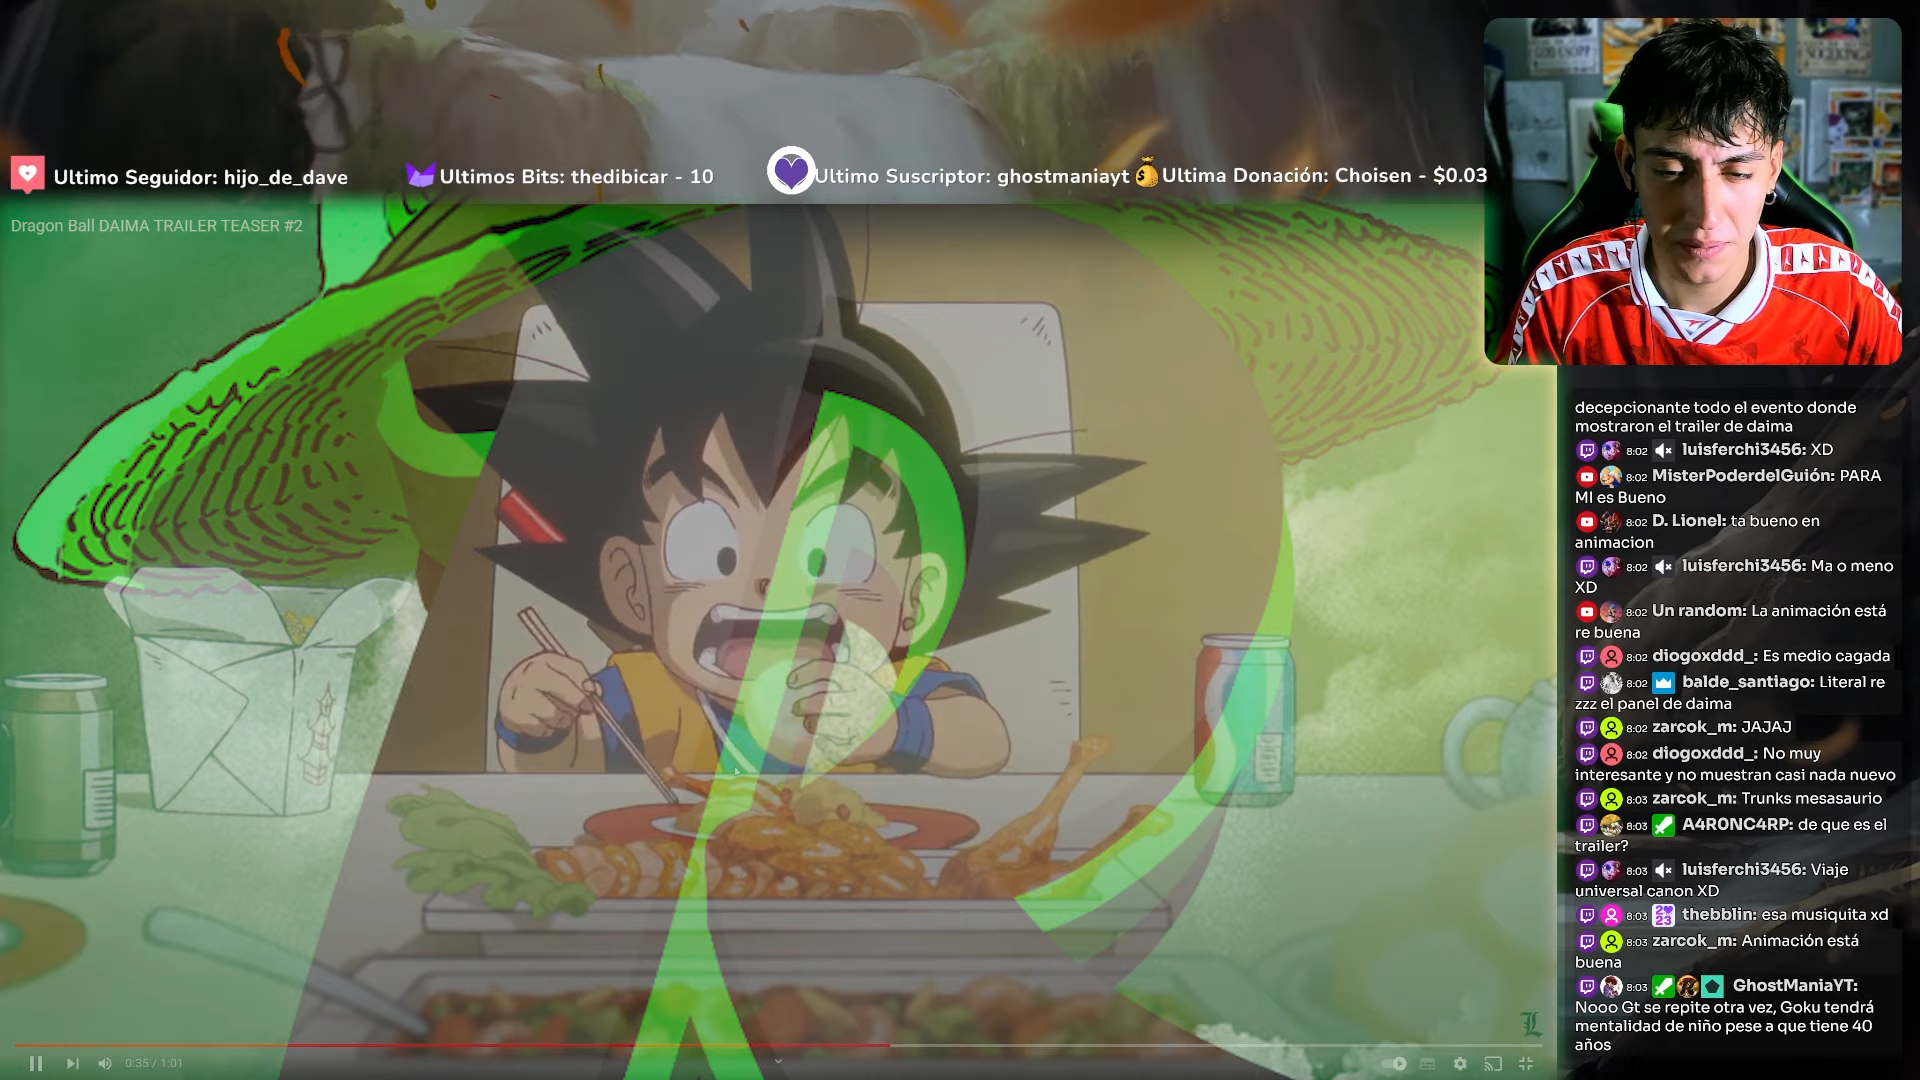 Ultimo Seguidor: hijo_de_dave
Ultimos Bits: thedibicar - 10
Ultimo Suscriptor: ghostmaniayt
Ultima Donación: Choisen - $0.03
Dragon Ball DAIMA TRAILER TEASER #2
decepcionante todo el evento donde
mostraron el trailer de daima
8:02 luisferchi3456: XD
8:02 MisterPoderdelGuión: PARA
MI es Bueno
8:02 D. Lionel: ta bueno en
animacion
8:02 luisferchi3456: Ma o meno
XD
8:02 Un random: La animación está
re buena
8:02 diogoxddd_: Es medio cagada
8:02 balde_santiago: Literal re
zzz el panel de daima
8:02 zarcok_m: JAJAJ
8:02 diogoxddd_: No muy
interesante y no muestran casi nada nuevo
8:03 zarcok_m: Trunks mesasaurio
8:03 A4R0NC4RP: de que es el
trailer?
8:03 luisferchi3456: Viaje
universal canon XD
8:03 thebblin: esa musiquita xd
8:03 zarcok_m: Animación está
buena
8:03 GhostManiaYT:
Nooo Gt se repite otra vez, Goku tendrá
mentalidad de niño pese a que tiene 40
años
0:35 / 1:01